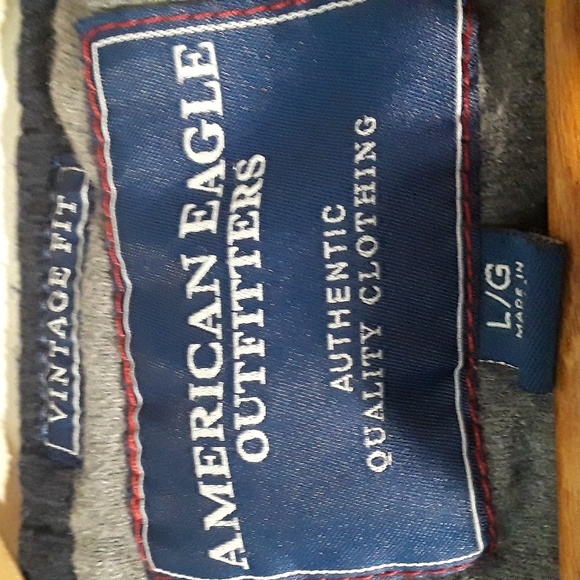 VINTAGE FIT
AMERICAN EAGLE
OUTFITTERS
AUTHENTIC
QUALITY CLOTHING
L/G
MADE IN